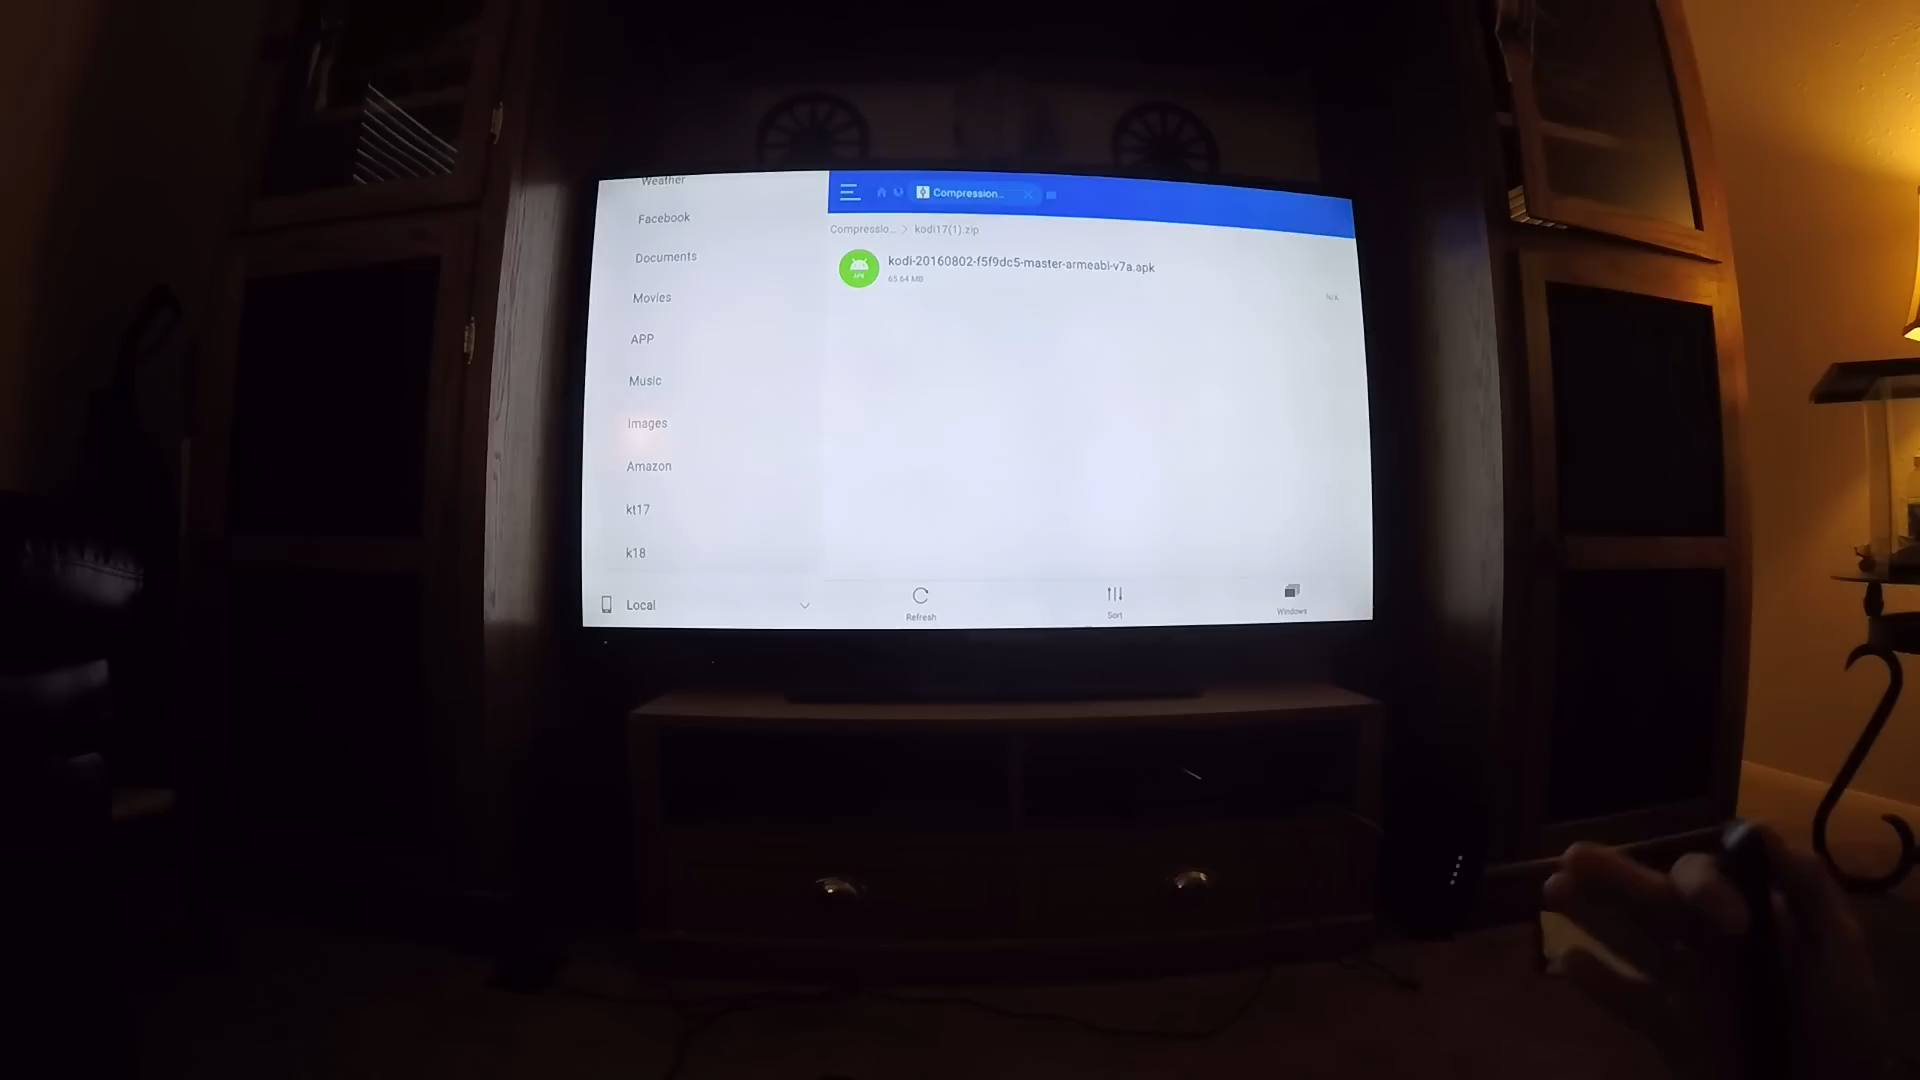 Weather
Facebook
Documents
Movies
APP
Music
Images
Amazon
kt17
k18
Local
Compression...
Compressio... > kodi17(1).zip
kodi-20160802-f5f9dc5-master-armeabi-v7a.apk
APK
65.64 MB
Refresh
Sort
Windows